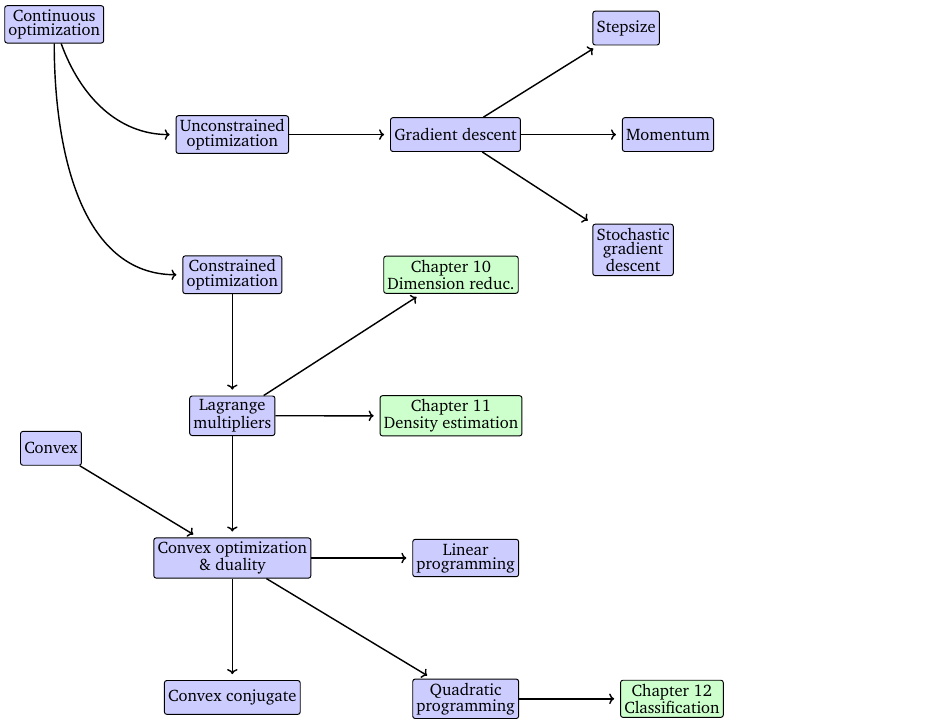 Continuous
optimization
Stepsize
Unconstrained
optimization
Gradient descent
Momentum
Stochastic
gradient
descent
Constrained
optimization
Chapter 10
Dimension reduc.
Lagrange
multipliers
Chapter 11
Density estimation
Convex
Convex optimization
& duality
Linear
programming
Convex conjugate
Quadratic
programming
Chapter 12
Classification